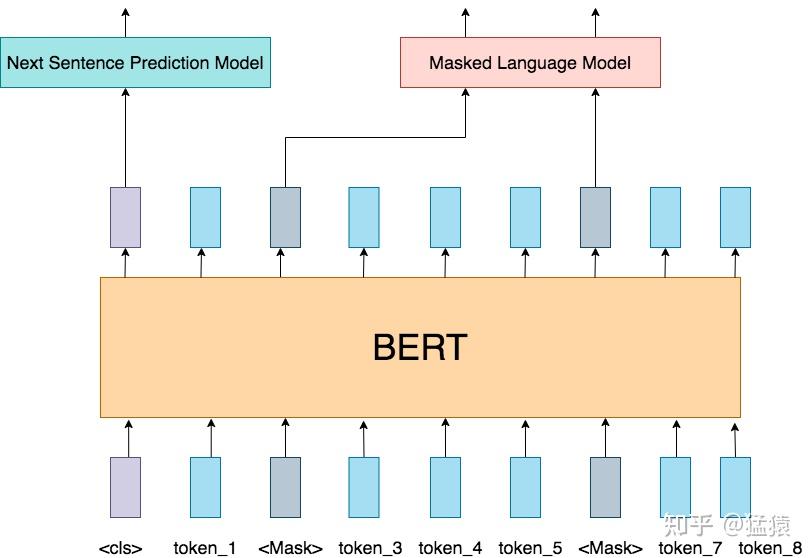 Next Sentence Prediction Model
Masked Language Model
BERT
<cls> token_1 <Mask> token_3 token_4 token_5 <Mask> token_7 token_8
知乎 @猛猿